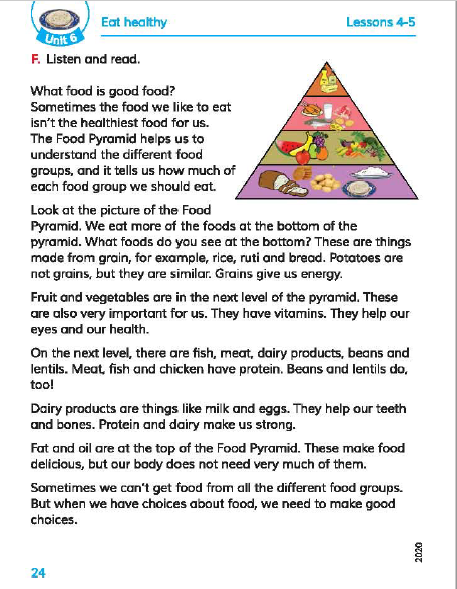 Eat healthy
Lessons 4-5
Unit 6
F. Listen and read.
What food is good food?
Sometimes the food we like to eat
isn't the healthiest food for us.
The Food Pyramid helps us to
understand the different food
groups, and it tells us how much of
each food group we should eat.
Look at the picture of the Food
Pyramid. We eat more of the foods at the bottom of the
pyramid. What foods do you see at the bottom? These are things
made from grain, for example, rice, ruti and bread. Potatoes are
not grains, but they are similar. Grains give us energy.
Fruit and vegetables are in the next level of the pyramid. These
are also very important for us. They have vitamins. They help our
eyes and our health.
On the next level, there are fish, meat, dairy products, beans and
lentils. Meat, fish and chicken have protein. Beans and lentils do,
too!
Dairy products are things like milk and eggs. They help our teeth
and bones. Protein and dairy make us strong.
Fat and oil are at the top of the Food Pyramid. These make food
delicious, but our body does not need very much of them.
Sometimes we can't get food from all the different food groups.
But when we have choices about food, we need to make good
choices.
2020
24